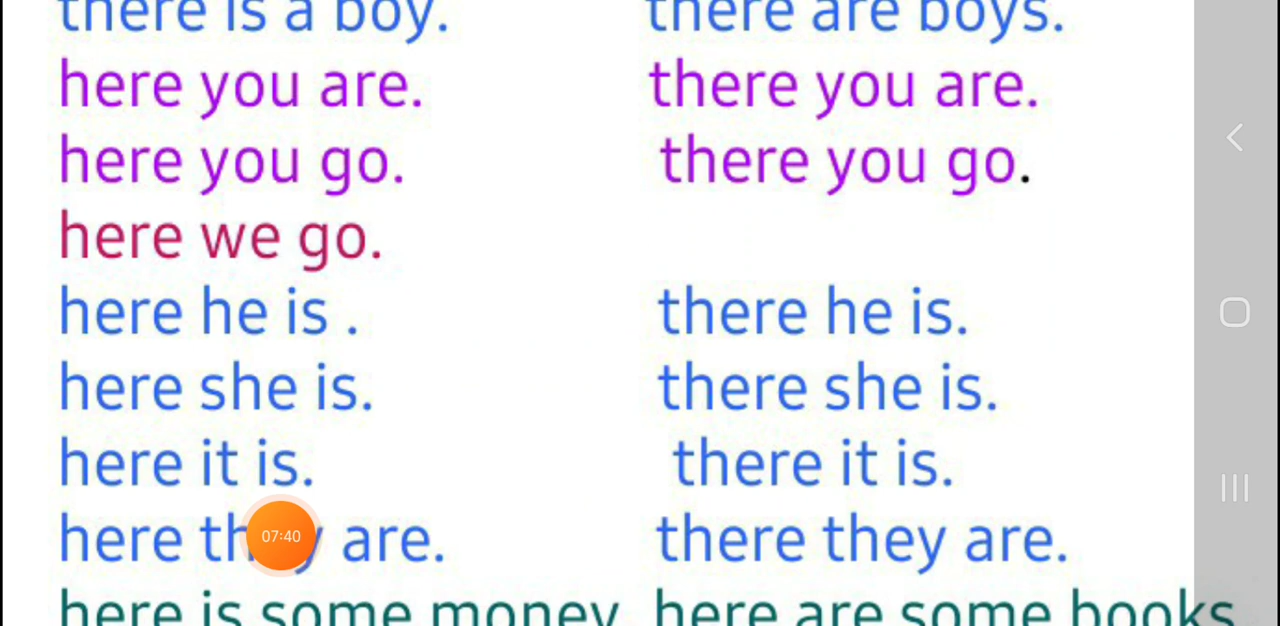 there is a boy. there are boys.
here you are. there you are.
here you go. there you go.
here we go.
here he is . there he is.
here she is. there she is.
here it is. there it is.
here they are. there they are.
07:40
here is some money here are some books